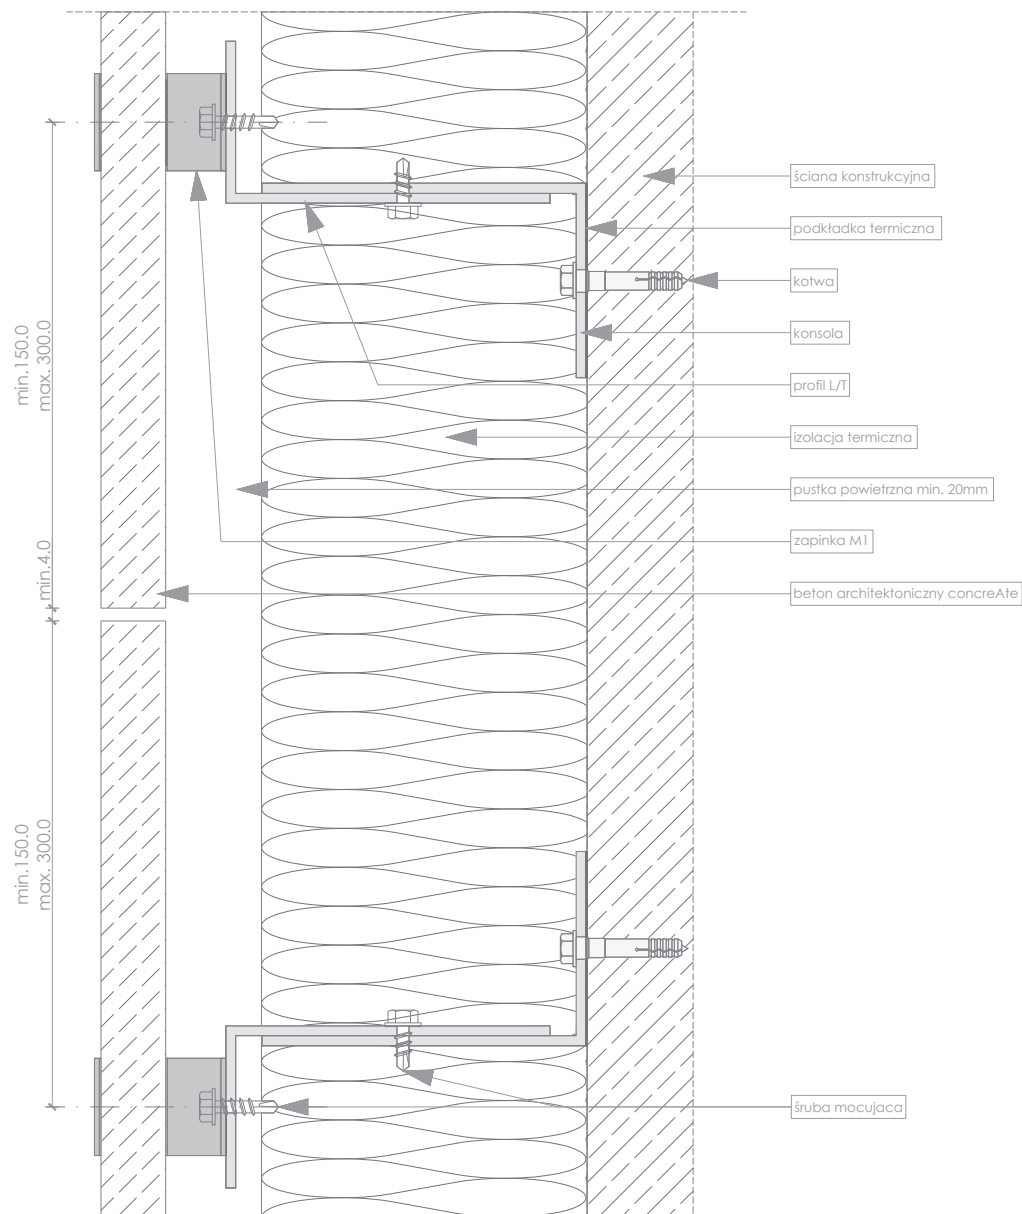 ściana konstrukcyjna
podkładka termiczna
kotwa
konsola
profil L/T
izolacja termiczna
pustka powietrzna min. 20mm
zapinka M1
beton architektoniczny concreAte
śruba mocujaca
min.150.0
max. 300.0
min.4.0
min.150.0
max. 300.0